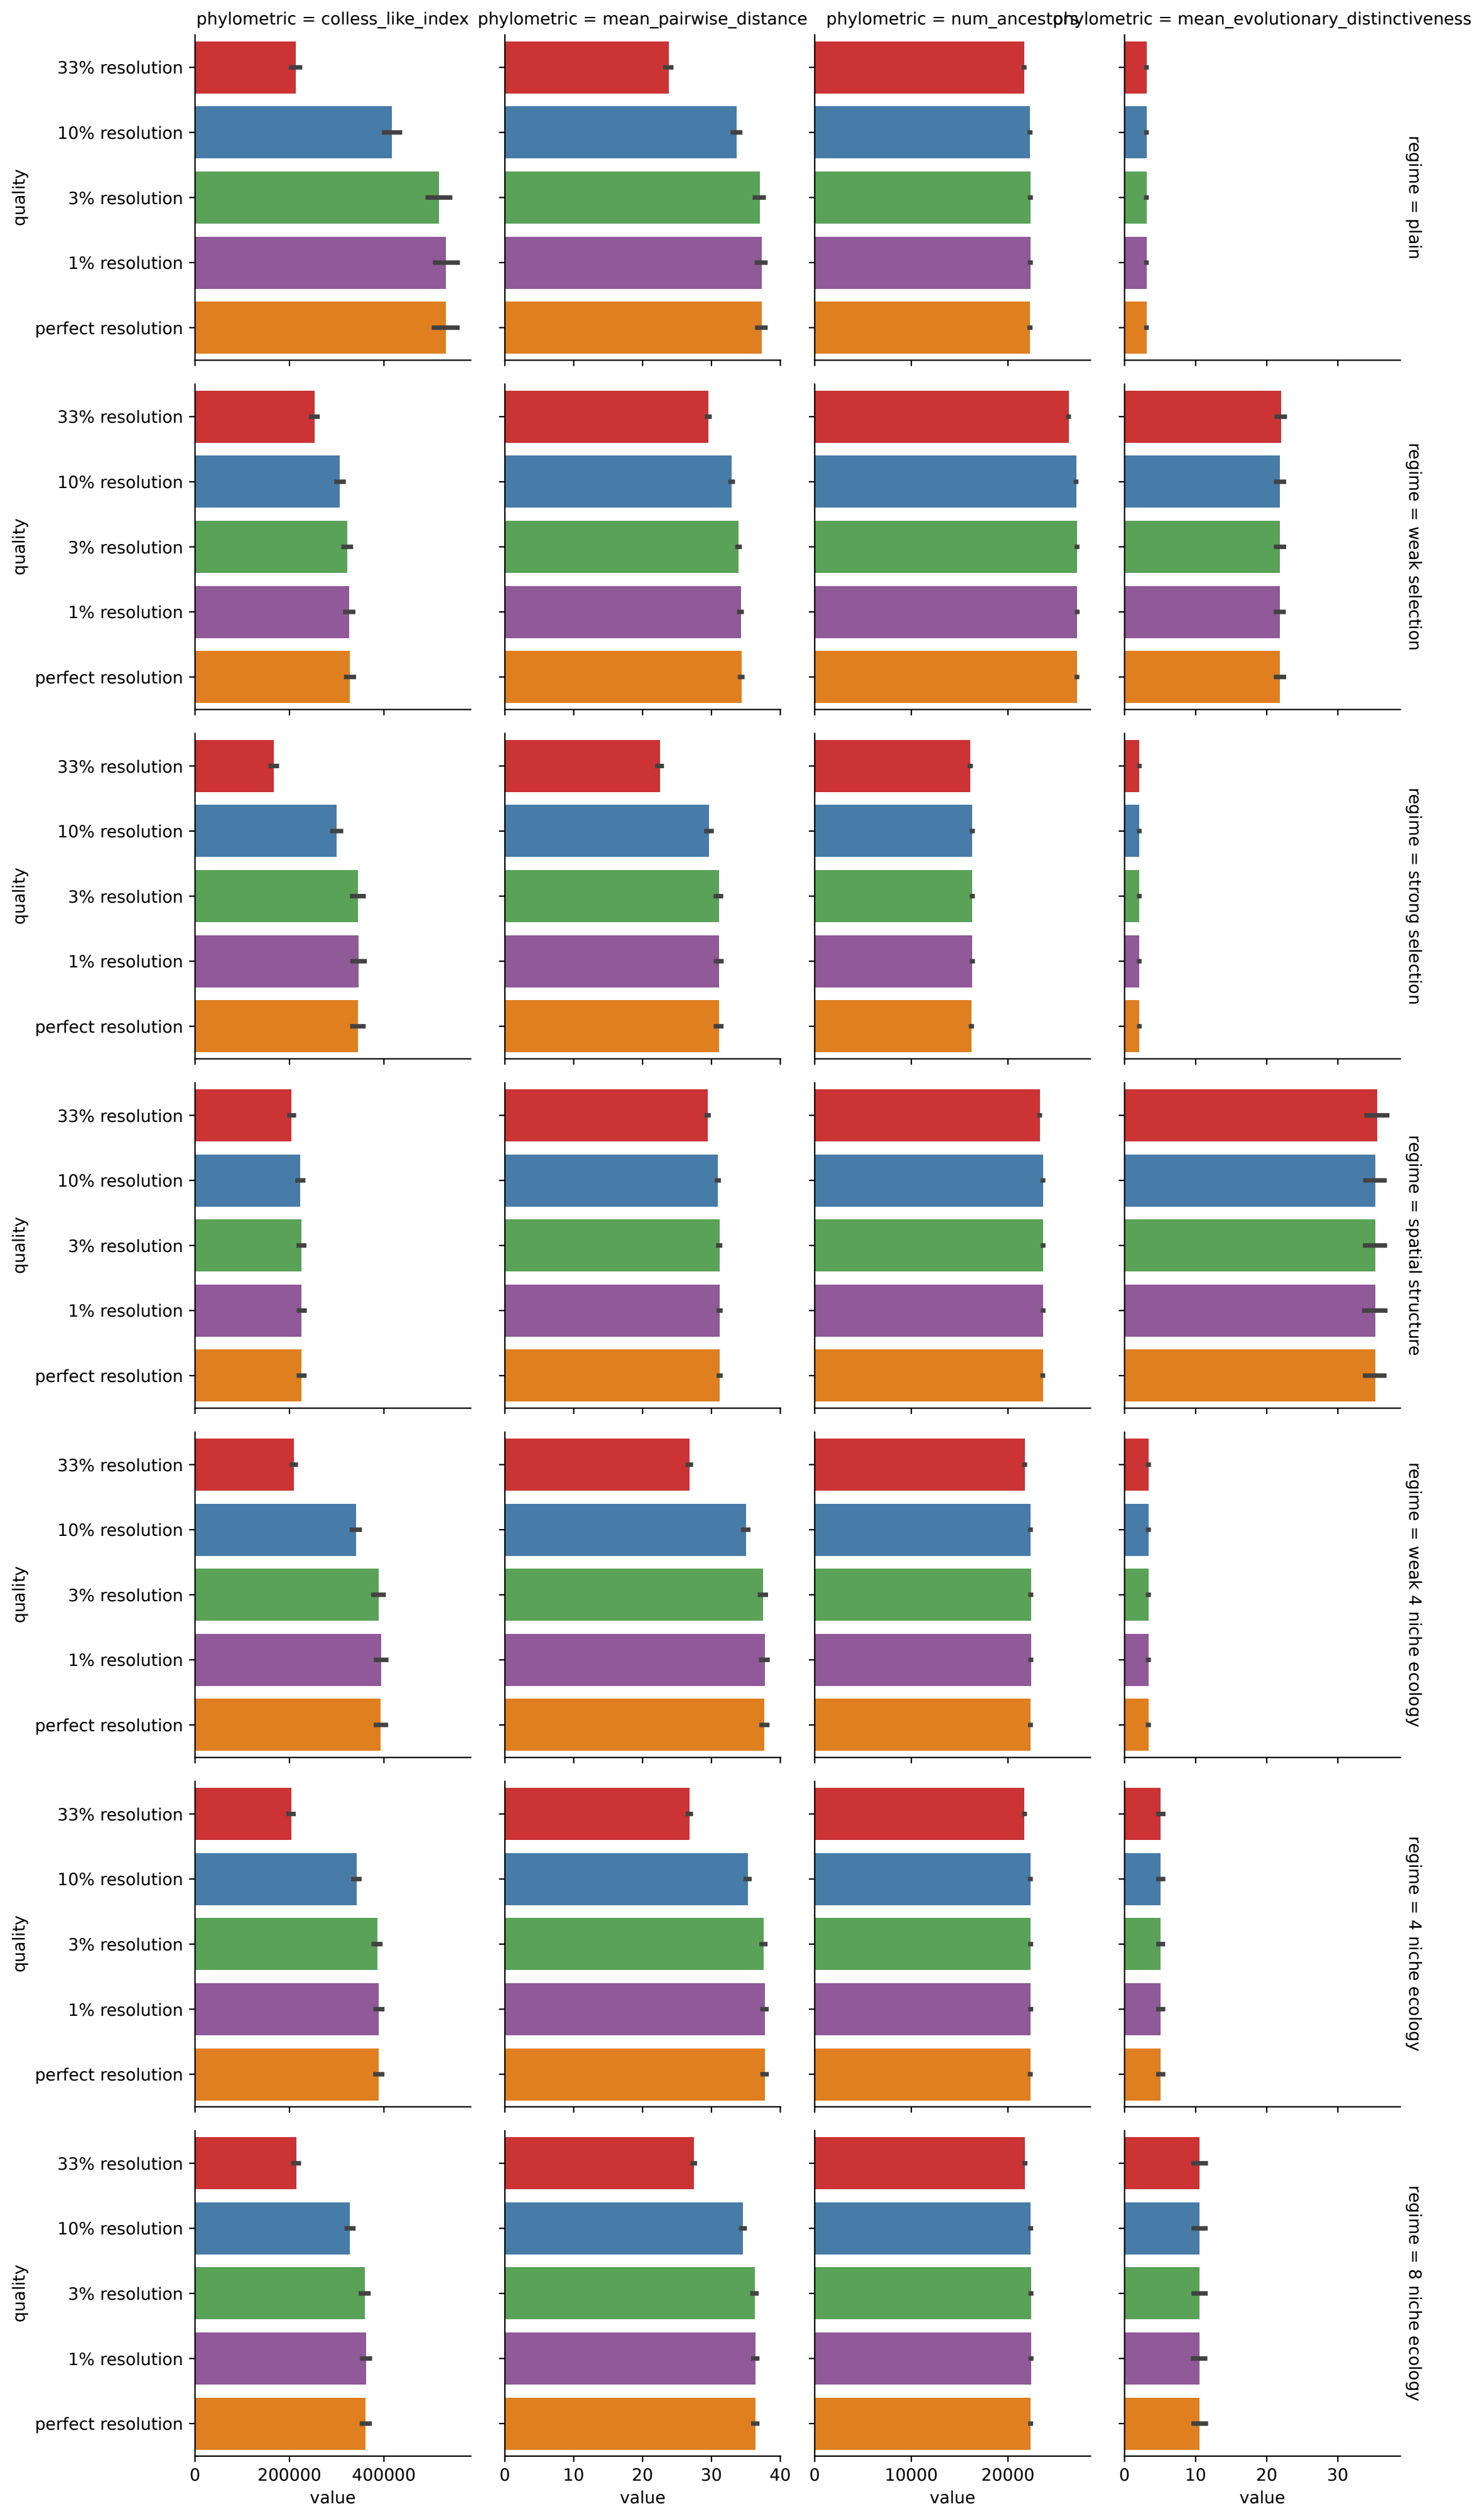 phylometric = colless_like_index
phylometric = mean_pairwise_distance
phylometric = num_ancestors
phylometric = mean_evolutionary_distinctiveness
quality
33% resolution
10% resolution
3% resolution
1% resolution
perfect resolution
regime = plain
quality
33% resolution
10% resolution
3% resolution
1% resolution
perfect resolution
regime = weak selection
quality
33% resolution
10% resolution
3% resolution
1% resolution
perfect resolution
regime = strong selection
quality
33% resolution
10% resolution
3% resolution
1% resolution
perfect resolution
regime = spatial structure
quality
33% resolution
10% resolution
3% resolution
1% resolution
perfect resolution
regime = weak 4 niche ecology
quality
33% resolution
10% resolution
3% resolution
1% resolution
perfect resolution
regime = 4 niche ecology
quality
33% resolution
10% resolution
3% resolution
1% resolution
perfect resolution
regime = 8 niche ecology
0 200000 400000
value
0 10 20 30 40
value
0 10000 20000
value
0 10 20 30
value